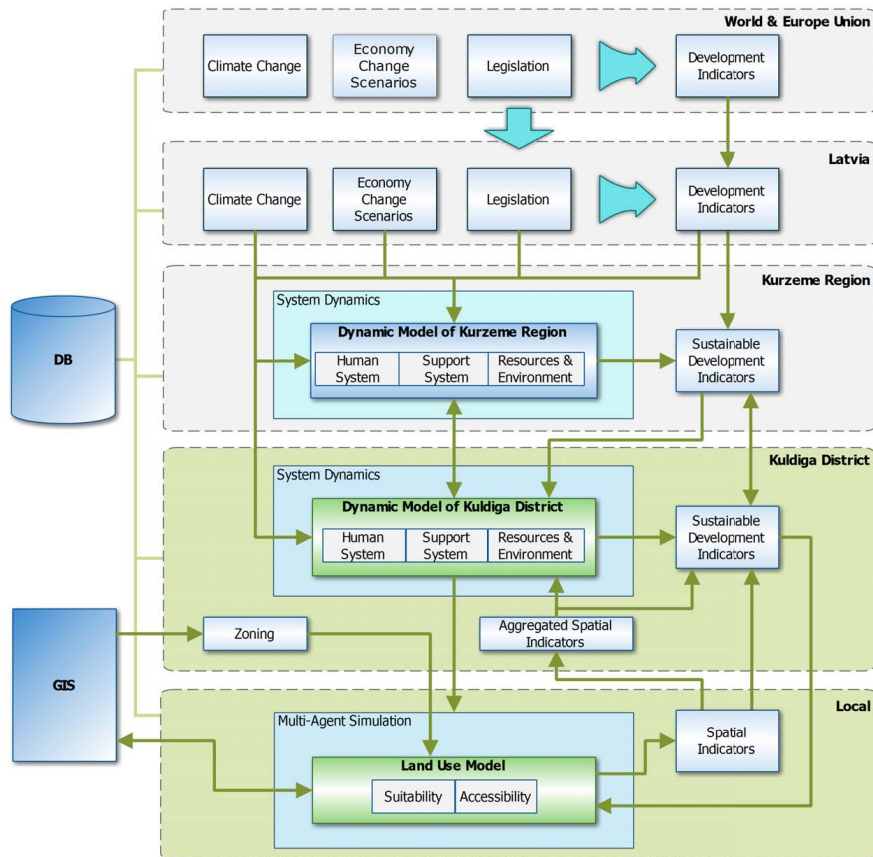 World & Europe Union
Climate Change
Economy
Change
Scenarios
Legislation
Development
Indicators
Latvia
Climate Change
Economy
Change
Scenarios
Legislation
Development
Indicators
Kurzeme Region
System Dynamics
Dynamic Model of Kurzeme Region
Human
System
Support
System
Resources &
Environment
Sustainable
Development
Indicators
DB
Kuldiga District
System Dynamics
Dynamic Model of Kuldiga District
Human
System
Support
System
Resources &
Environment
Sustainable
Development
Indicators
Zoning
Aggregated Spatial
Indicators
GIS
Local
Multi-Agent Simulation
Land Use Model
Suitability
Accessibility
Spatial
Indicators